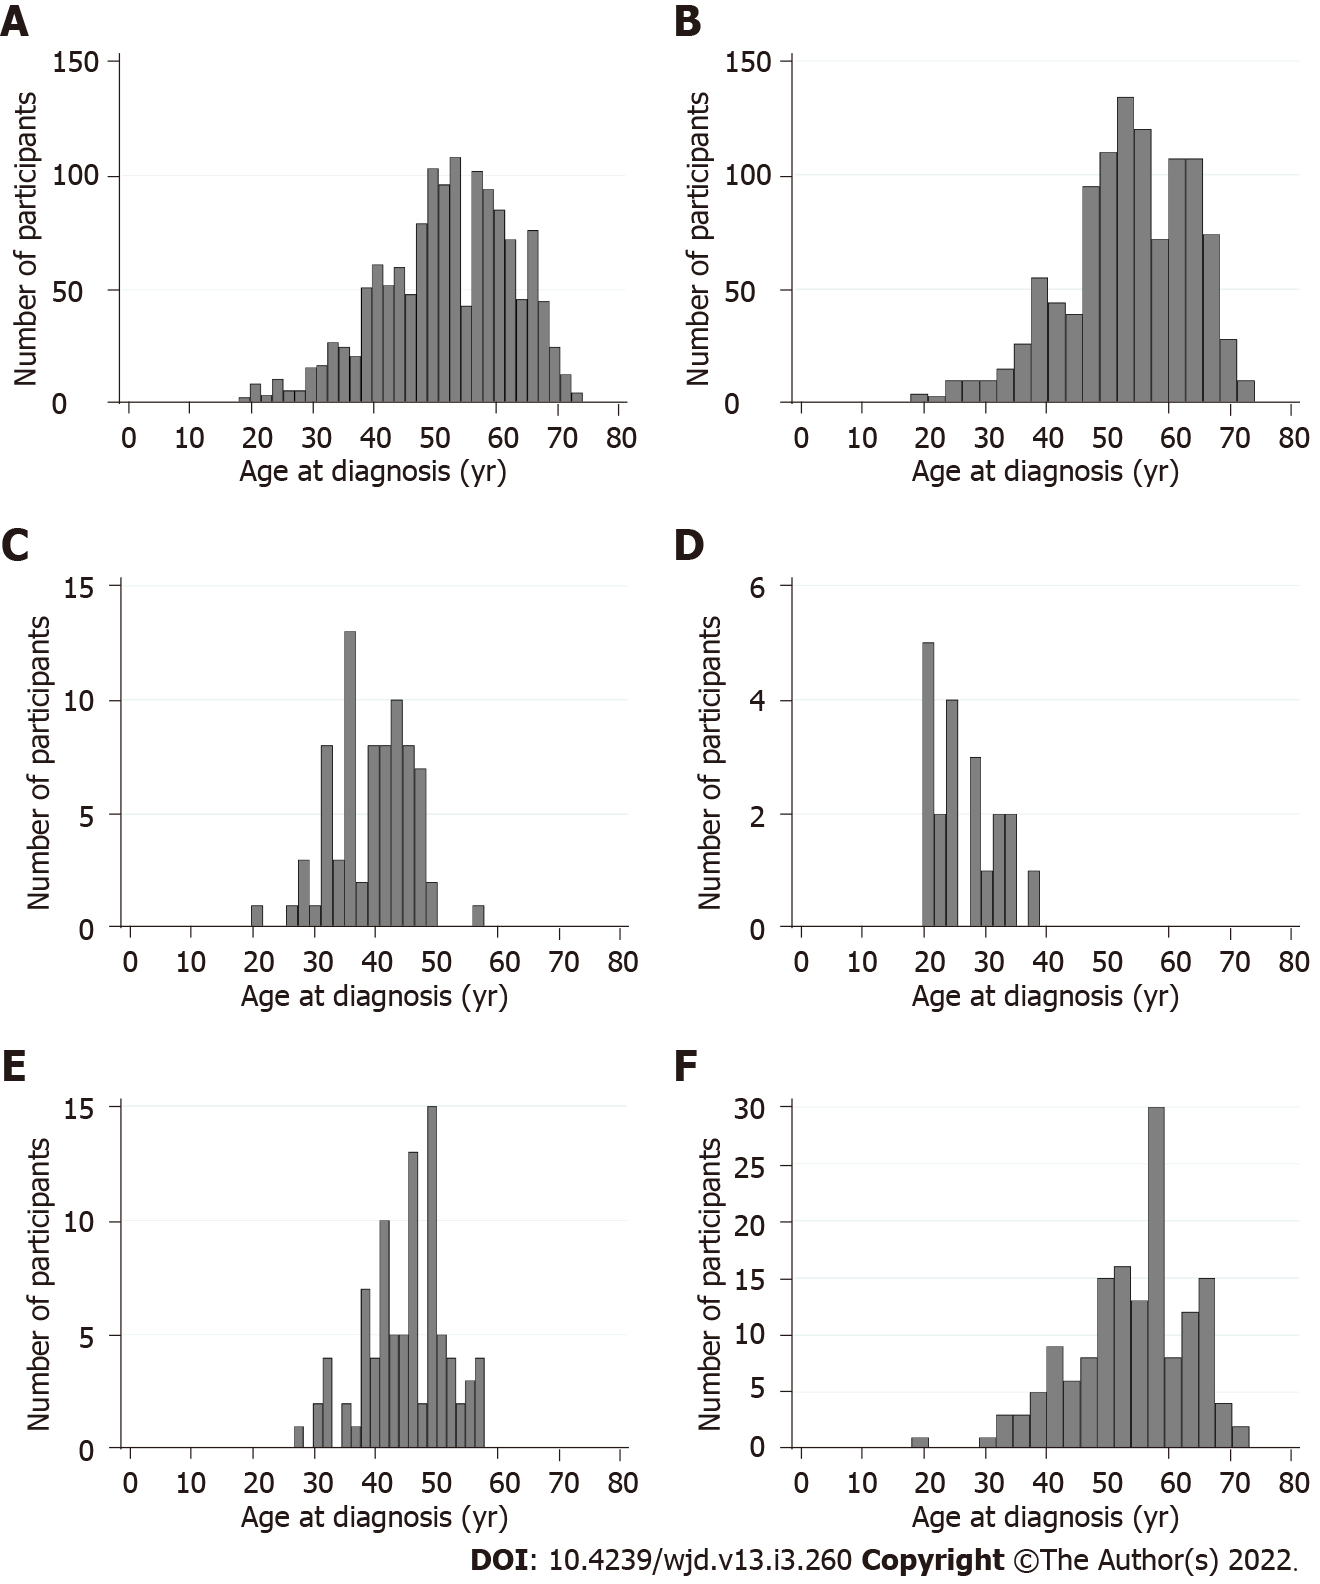 A
B
150
100
50
0
Number of participants
0 10 20 30 40 50 60 70 80
Age at diagnosis (yr)
150
100
50
0
Number of participants
0 10 20 30 40 50 60 70 80
Age at diagnosis (yr)
C
D
15
10
5
0
Number of participants
0 10 20 30 40 50 60 70 80
Age at diagnosis (yr)
6
4
2
0
Number of participants
0 10 20 30 40 50 60 70 80
Age at diagnosis (yr)
E
F
15
10
5
0
Number of participants
0 10 20 30 40 50 60 70 80
Age at diagnosis (yr)
30
25
20
15
10
5
0
Number of participants
0 10 20 30 40 50 60 70 80
Age at diagnosis (yr)
DOI: 10.4239/wjd.v13.i3.260 Copyright ©The Author(s) 2022.